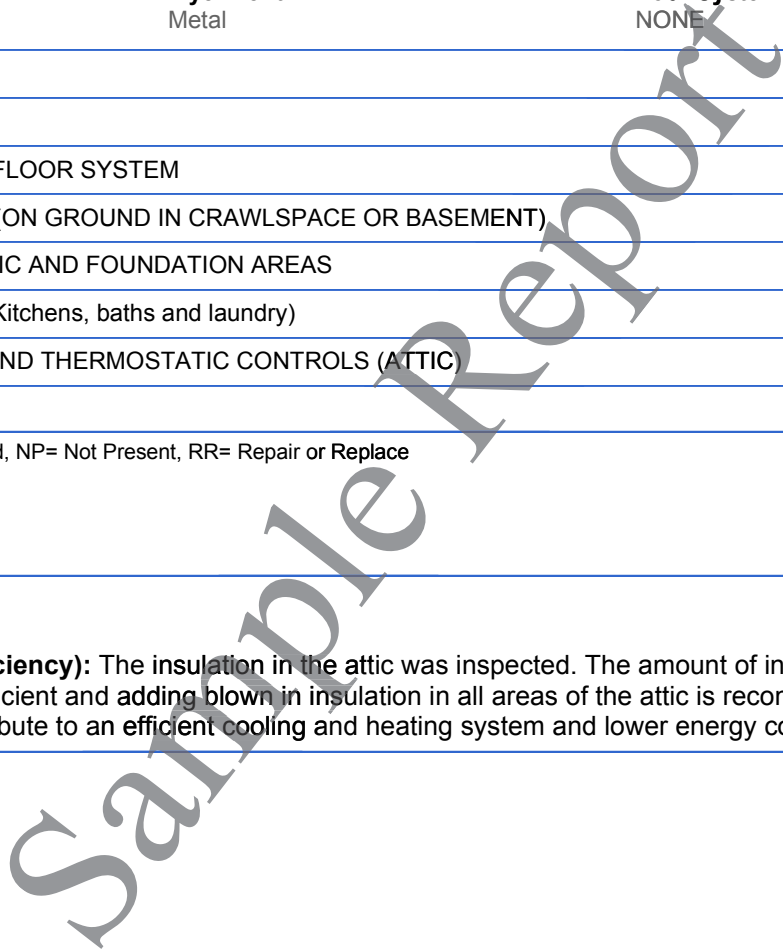 Metal NONE
FLOOR SYSTEM
(ON GROUND IN CRAWLSPACE OR BASEMENT)
IC AND FOUNDATION AREAS
Kitchens, baths and laundry)
ND THERMOSTATIC CONTROLS (ATTIC)
d, NP= Not Present, RR= Repair or Replace
ciency): The insulation in the attic was inspected. The amount of in
cient and adding blown in insulation in all areas of the attic is recor
bute to an efficient cooling and heating system and lower energy co
Sample Report